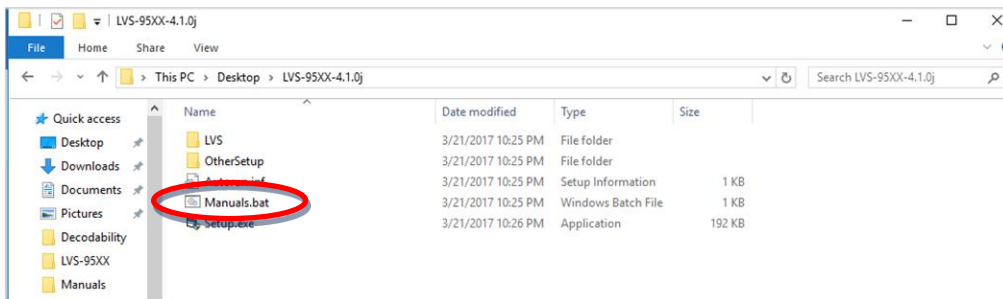 LVS-95XX-4.1.0j
File Home Share View
This PC > Desktop > LVS-95XX-4.1.0j Search LVS-95XX-4.1.0j
Name Date modified Type Size
Quick access
LVS 3/21/2017 10:25 PM File folder
Desktop
OtherSetup 3/21/2017 10:25 PM File folder
Downloads
Autorun.inf 3/21/2017 10:25 PM Setup Information 1 KB
Documents
Manuals.bat 3/21/2017 10:25 PM Windows Batch File 1 KB
Pictures
Setup.exe 3/21/2017 10:26 PM Application 192 KB
Decodability
LVS-95XX
Manuals